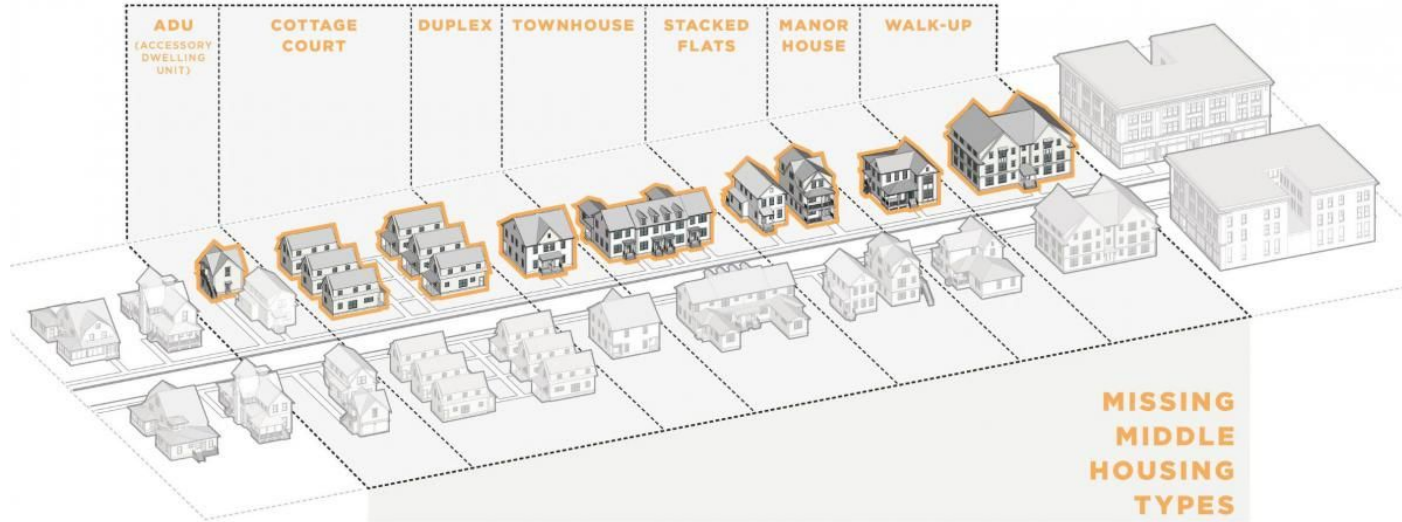 ADU
(ACCESSORY
DWELLING
UNIT)
COTTAGE
COURT
DUPLEX
TOWNHOUSE
STACKED
FLATS
MANOR
HOUSE
WALK-UP
MISSING
MIDDLE
HOUSING
TYPES